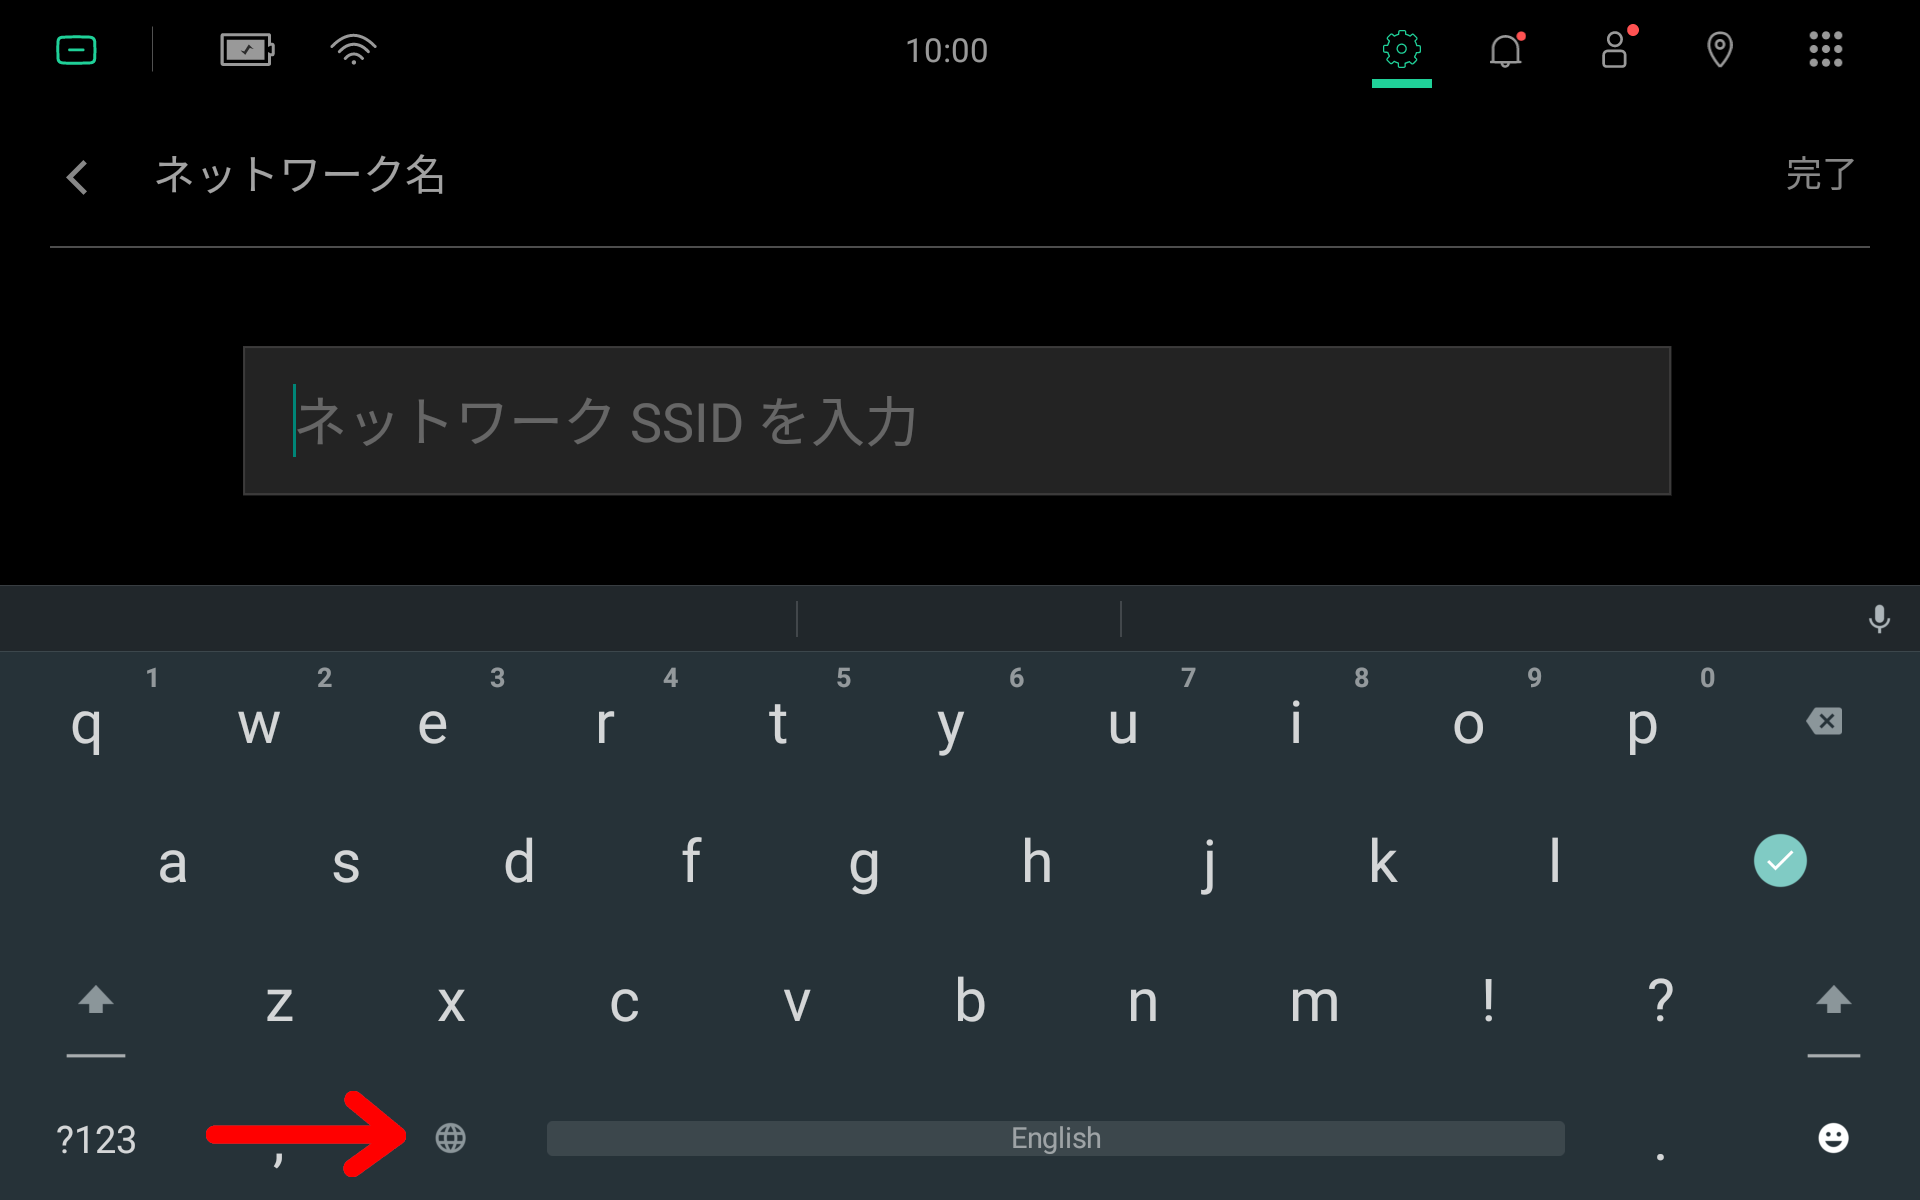 10:00
ネットワーク名
完了
ネットワーク SSID を入力
1 2 3 4 5 6 7 8 9 0
q w e r t y u i o p
a s d f g h j k l
z x c v b n m ! ?
?123 , English .